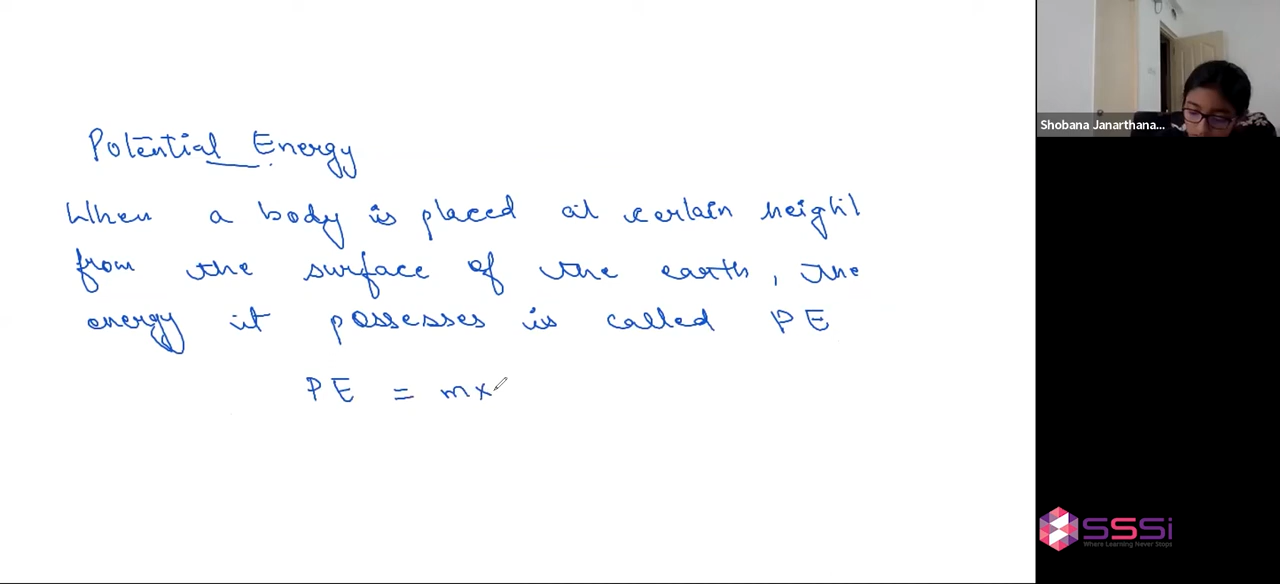 Potential Energy
When a body is placed at certain height
from the surface of the earth, the
energy it possesses is called PE
PE = mx
Shobana Janarthana...
SSSi
Where Learning Never Stops